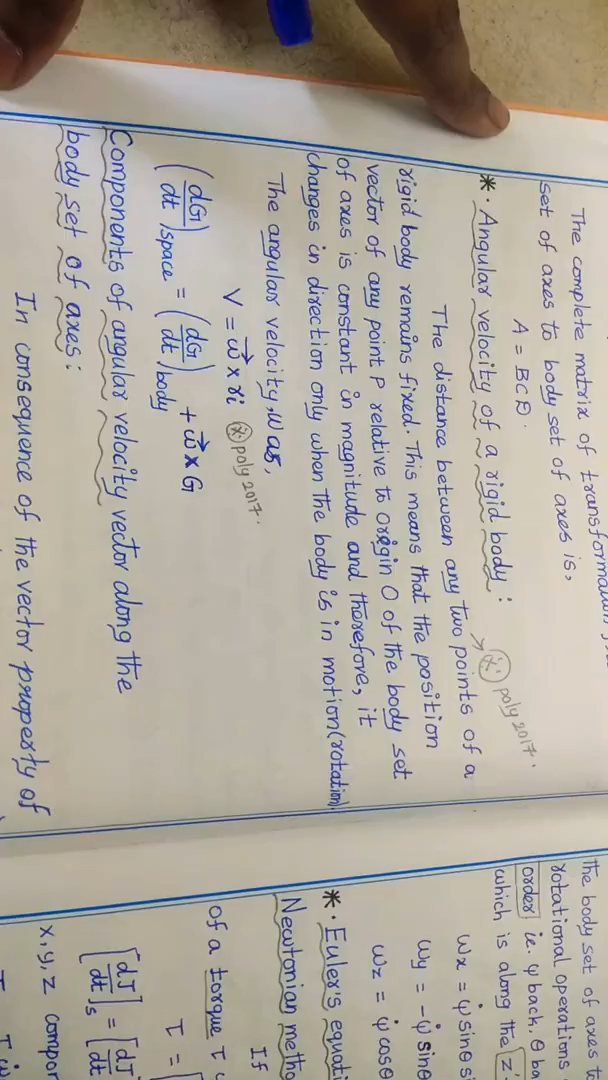 The complete matrix of
set of axes to body set of axes is,
A = BCD.
*. Angular velocity of a rigid body:
→ * poly 2017.
The distance between any two points of a
rigid body remains fixed. This means that the position
vector of any point P relative to origin O of the body set
of axes is constant in magnitude and therefore, it
changes in direction only when the body is in motion (rotation)
The angular velocity, ω as,
V = ω⃗ × ri * poly 2017.
(dG/dt)space = (dG/dt)body + ω⃗ × G
Components of angular velocity vector along the
body set of axes:
In consequence of the vector property of
the body set of axes
rotational operations
order ie. ψ back, θ
which is along the
ωx = ψ̇ sinθ
ωy = -ψ̇ sinθ
ωz = ψ̇ cosθ
*. Euler's
Newtonian
If
of a torque τ
τ =
[dJ/dt]s = [dJ/dt]
x, y, z